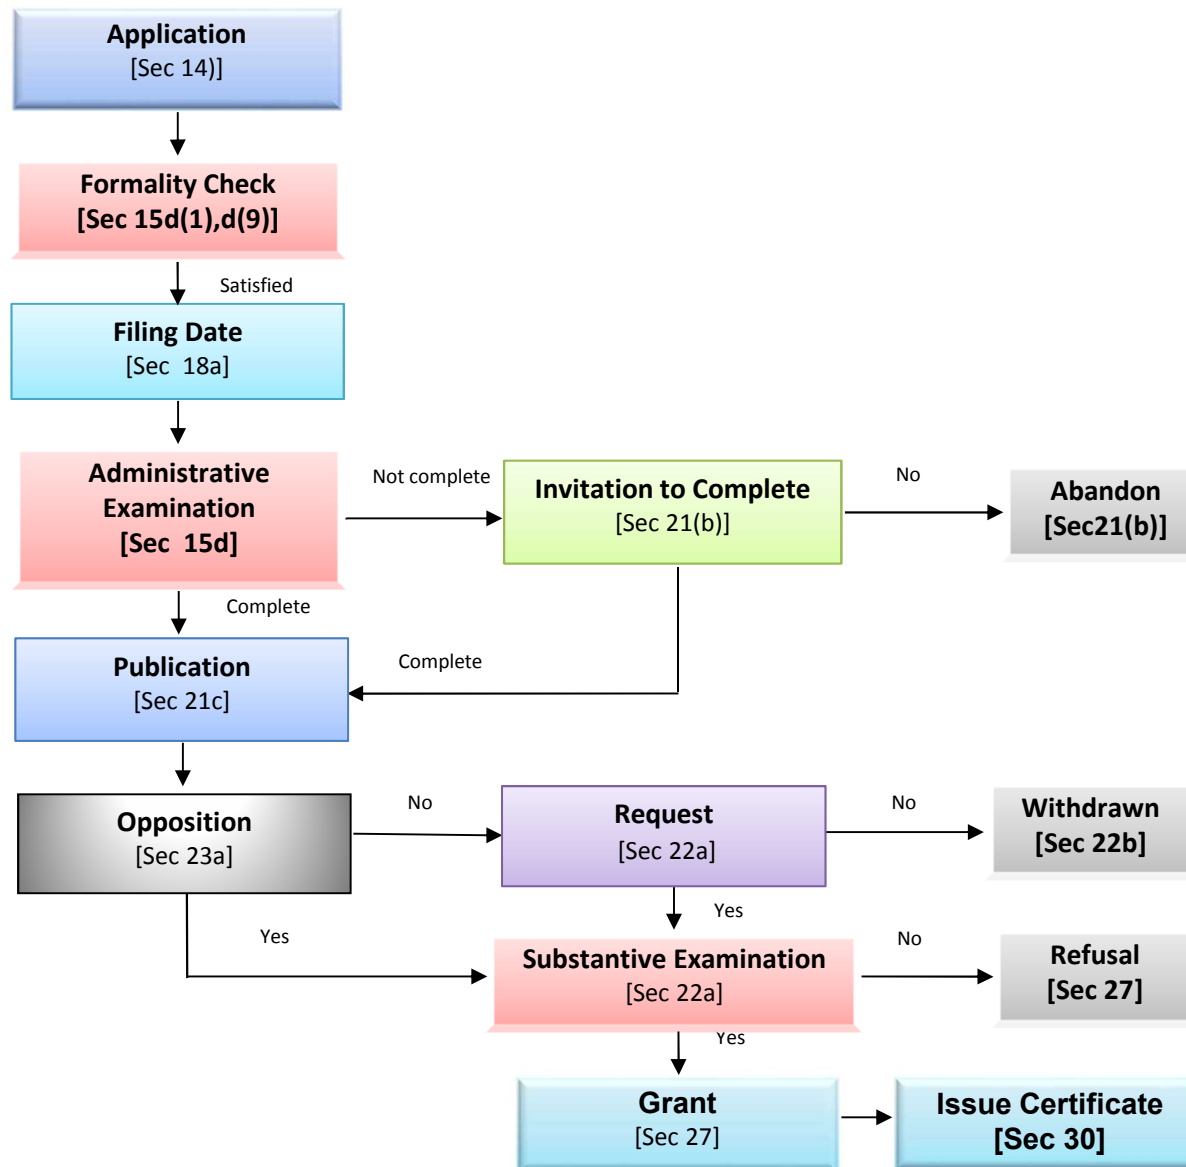 Application
[Sec 14)]
Formality Check
[Sec 15d(1),d(9)]
Satisfied
Filing Date
[Sec  18a]
Administrative
Examination
[Sec  15d]
Not complete
Invitation to Complete
[Sec 21(b)]
No
Abandon
[Sec21(b)]
Complete
Publication
[Sec 21c]
Complete
Opposition
[Sec 23a]
No
Request
[Sec 22a]
No
Withdrawn
[Sec 22b]
Yes
Yes
Substantive Examination
[Sec 22a]
No
Refusal
[Sec 27]
Yes
Grant
[Sec 27]
Issue Certificate
[Sec 30]